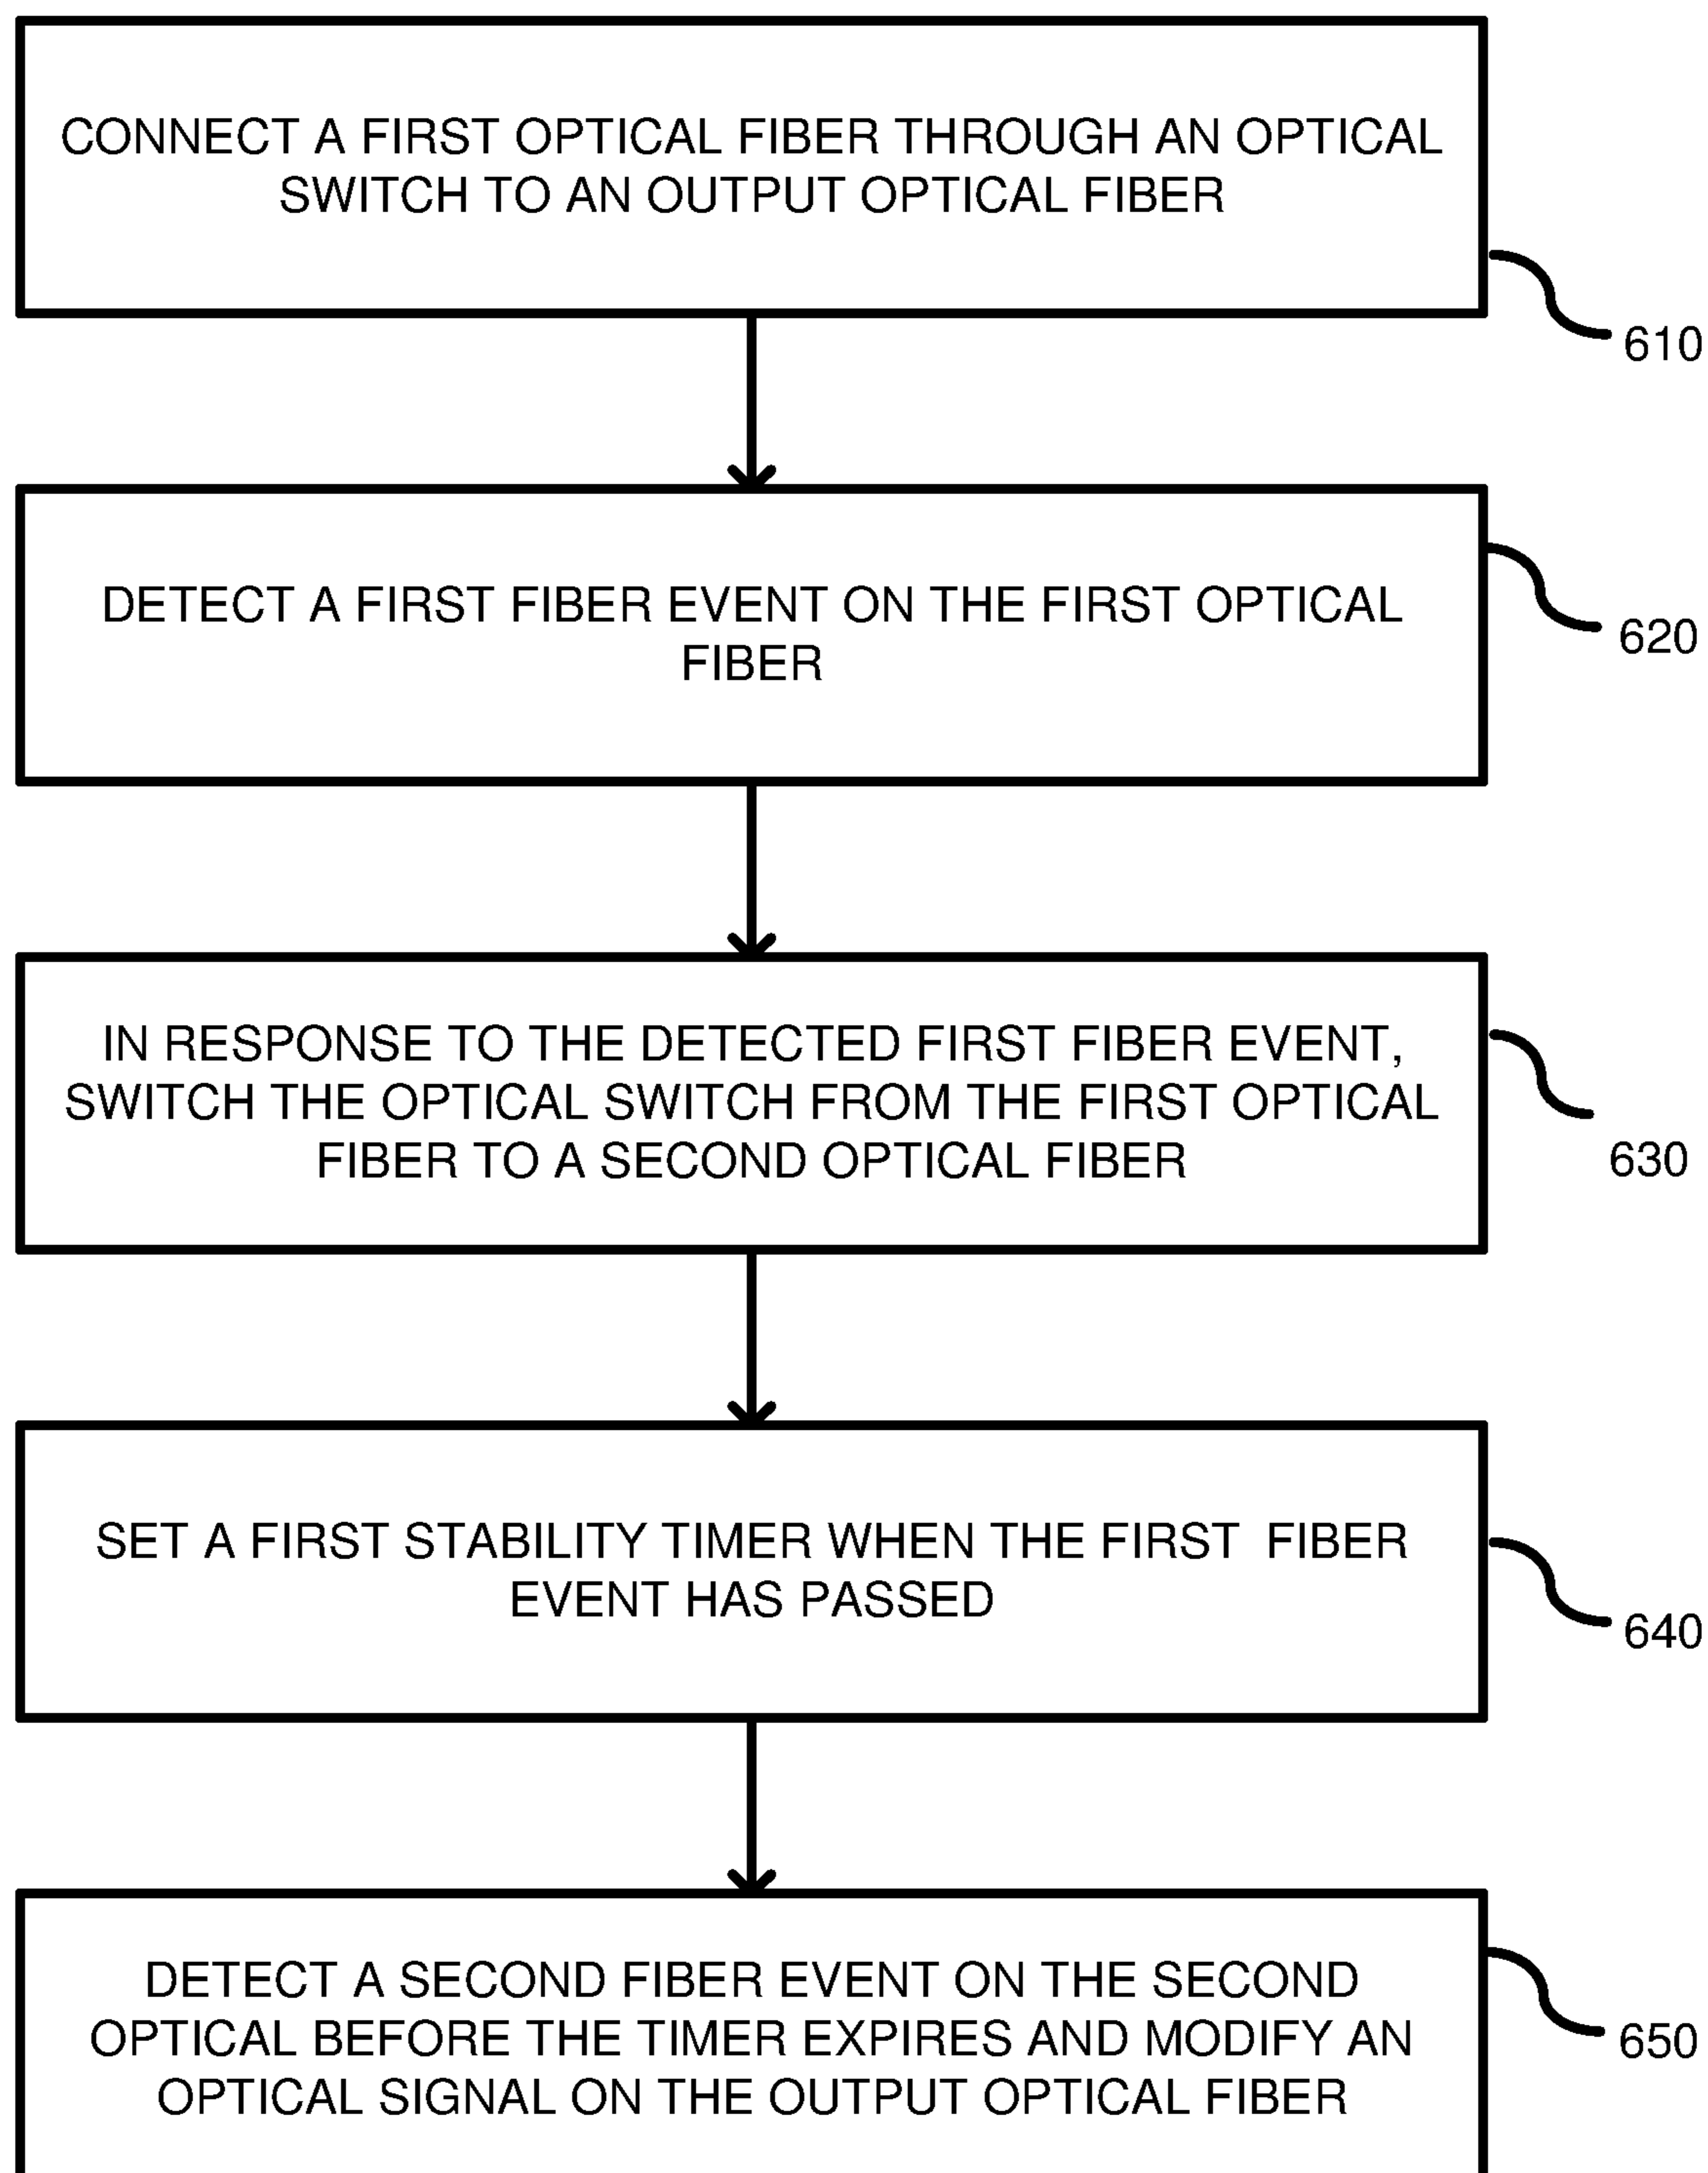 CONNECT A FIRST OPTICAL FIBER THROUGH AN OPTICAL
SWITCH TO AN OUTPUT OPTICAL FIBER
610
DETECT A FIRST FIBER EVENT ON THE FIRST OPTICAL
FIBER
620
IN RESPONSE TO THE DETECTED FIRST FIBER EVENT,
SWITCH THE OPTICAL SWITCH FROM THE FIRST OPTICAL
FIBER TO A SECOND OPTICAL FIBER
630
SET A FIRST STABILITY TIMER WHEN THE FIRST  FIBER
EVENT HAS PASSED
640
DETECT A SECOND FIBER EVENT ON THE SECOND
OPTICAL BEFORE THE TIMER EXPIRES AND MODIFY AN
OPTICAL SIGNAL ON THE OUTPUT OPTICAL FIBER
650